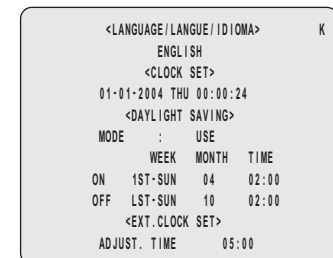 <LANGUAGE/LANGUE/IDIOMA> K
ENGLISH
<CLOCK SET>
01·01·2004 THU 00:00:24
<DAYLIGHT SAVING>
MODE : USE
WEEK MONTH TIME
ON 1ST·SUN 04 02:00
OFF LST·SUN 10 02:00
<EXT.CLOCK SET>
ADJUST. TIME 05:00